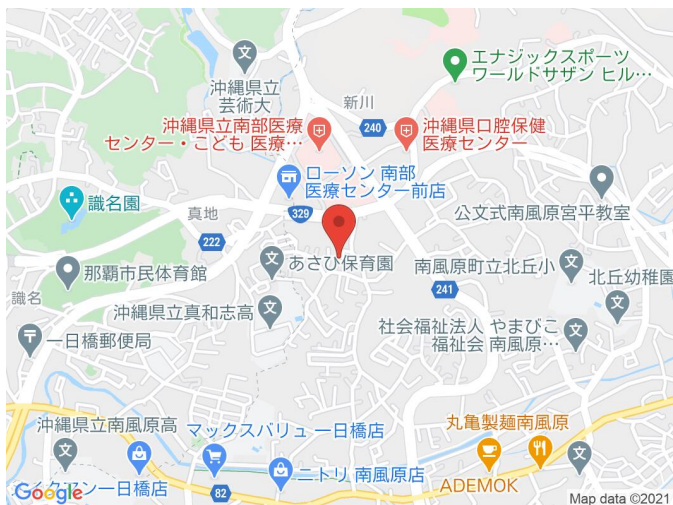 エナジックスポーツ
ワールドサザン ヒル…
沖縄県立
芸術大
新川
240
沖縄県立南部医療
センター・こども 医療…
沖縄県口腔保健
医療センター
ローソン 南部
医療センター前店
識名園
真地
329
公文式南風原宮平教室
222
あさひ保育園
南風原町立北丘小
那覇市民体育館
北丘幼稚園
識名
241
沖縄県立真和志高
社会福祉法人 やまびこ
福祉会 南風原…
一日橋郵便局
沖縄県立南風原高
マックスバリュ 一日橋店
丸亀製麺南風原
ニトリ 南風原店
マン一日橋店
82
ADEMOK
Google
Map data ©2021